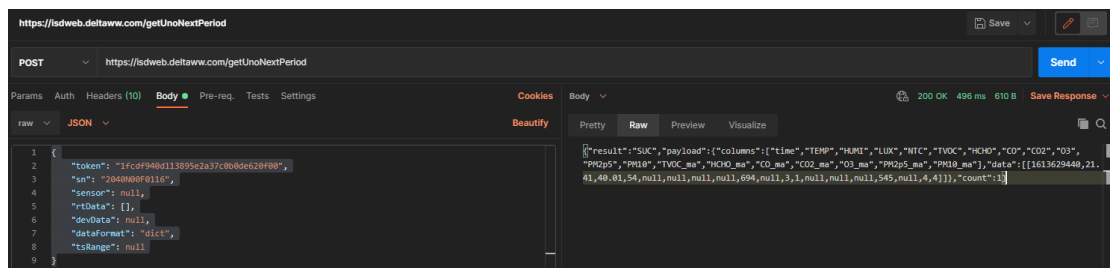 https://isdweb.deltaww.com/getUnoNextPeriod
Save
POST
https://isdweb.deltaww.com/getUnoNextPeriod
Send
Params Auth Headers (10) Body Pre-req. Tests Settings
Cookies
Body
200 OK 496 ms 610 B Save Response
raw JSON
Beautify
Pretty Raw Preview Visualize
1 {
2 "token": "1fcdf940d113895e2a37c0b0de620f00",
3 "sn": "2040N00F0116",
4 "sensor": null,
5 "rtData": [],
6 "devData": null,
7 "dataFormat": "dict",
8 "tsRange": null
9 }
{"result":"SUC","payload":{"columns":["time","TEMP","HUMI","LUX","NTC","TVOC","HCHO","CO","CO2","O3",
"PM2p5","PM10","TVOC_ma","HCHO_ma","CO_ma","CO2_ma","O3_ma","PM2p5_ma","PM10_ma"],"data":[[1613629440,21.
41,40.01,54,null,null,null,null,694,null,3,1,null,null,null,545,null,4,4]]},"count":1}